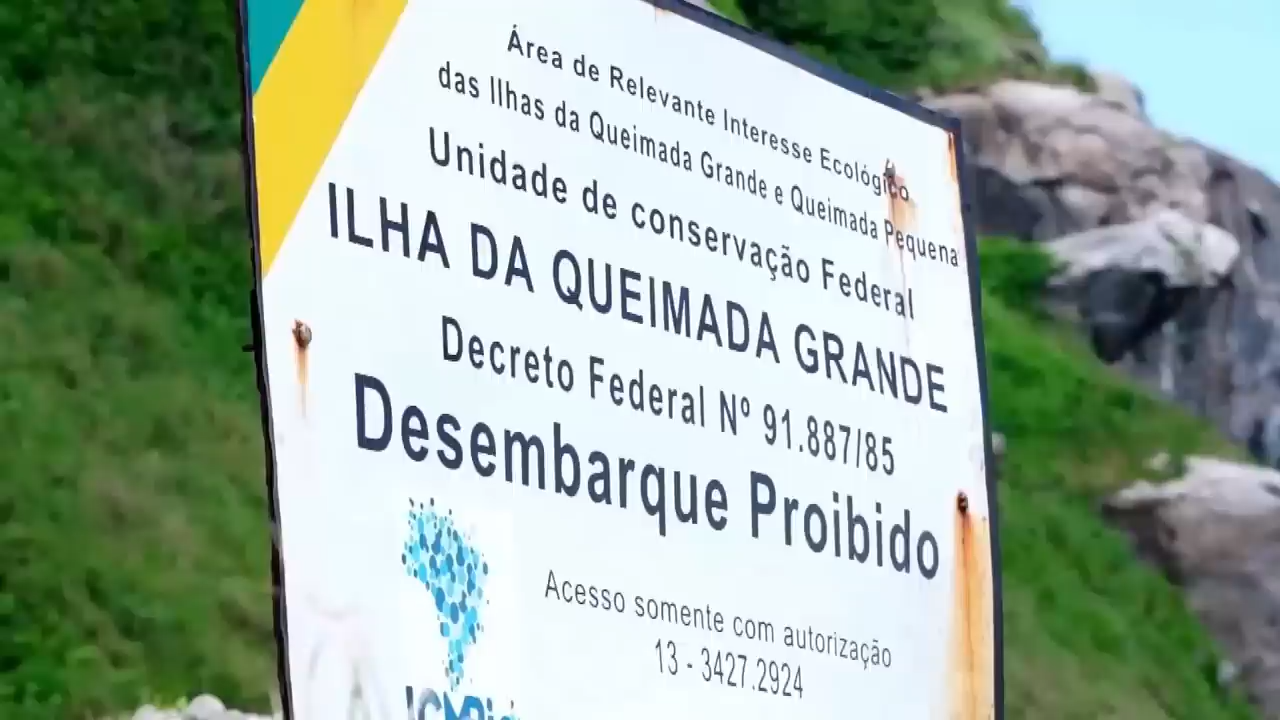 Área de Relevante Interesse Ecológico
das Ilhas da Queimada Grande e Queimada Pequena
Unidade de conservação Federal
ILHA DA QUEIMADA GRANDE
Decreto Federal Nº 91.887/85
Desembarque Proibido
Acesso somente com autorização
13 - 3427.2924
ICMBio